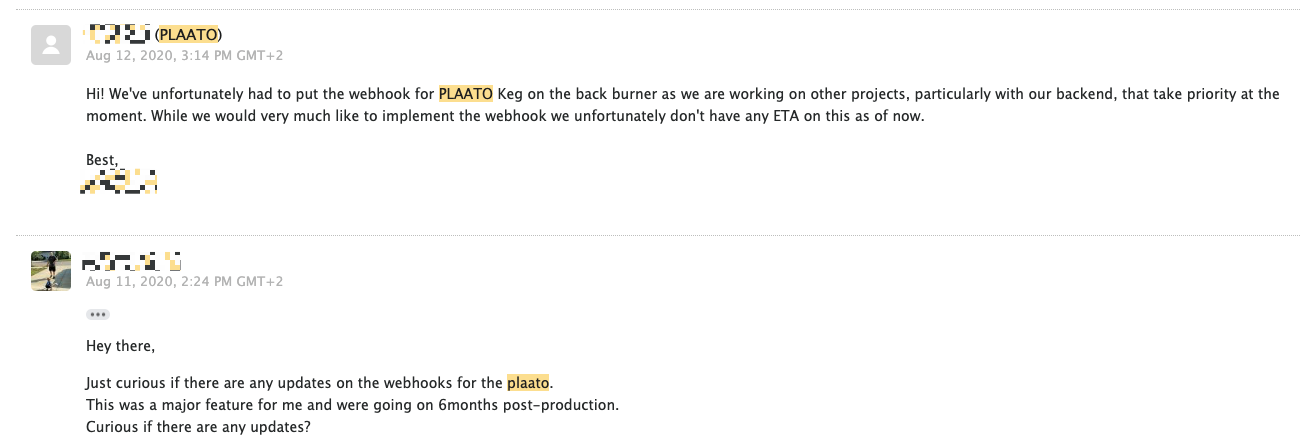 (PLAATO)
Aug 12, 2020, 3:14 PM GMT+2
Hi! We've unfortunately had to put the webhook for PLAATO Keg on the back burner as we are working on other projects, particularly with our backend, that take priority at the
moment. While we would very much like to implement the webhook we unfortunately don't have any ETA on this as of now.
Best,
Aug 11, 2020, 2:24 PM GMT+2
Hey there,
Just curious if there are any updates on the webhooks for the plaato.
This was a major feature for me and were going on 6months post-production.
Curious if there are any updates?